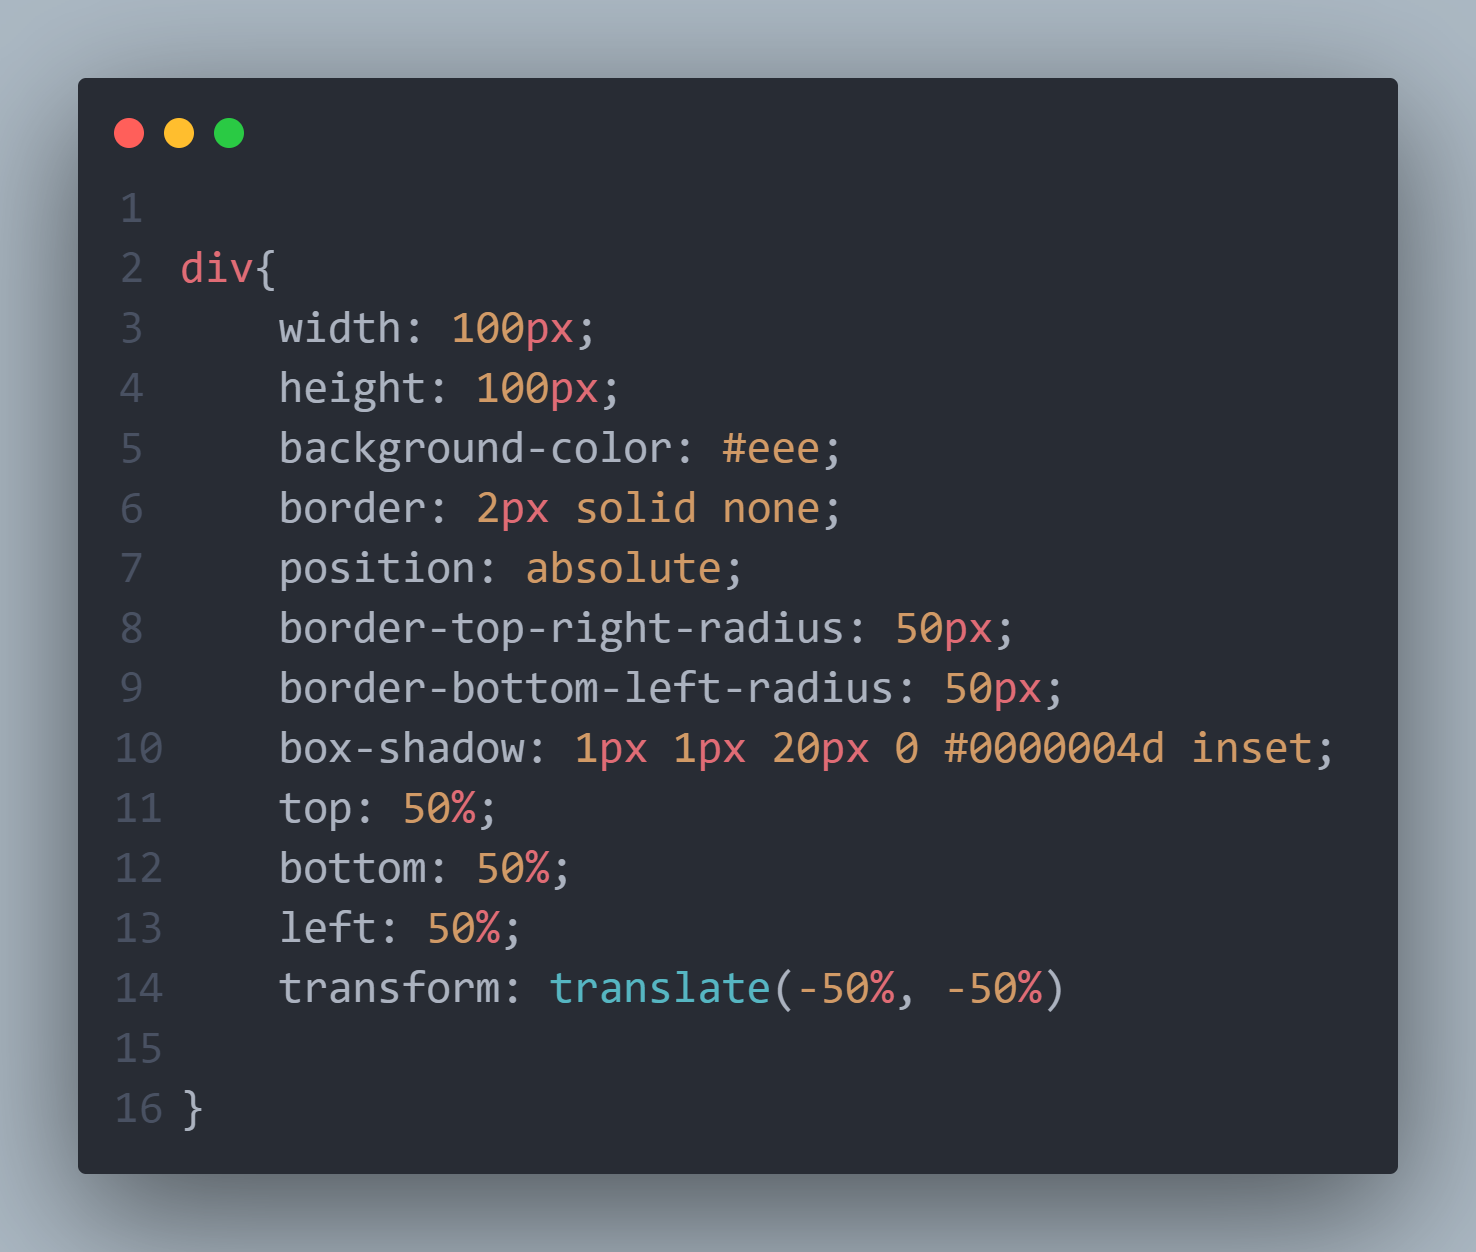 1
2 div{
3     width: 100px;
4     height: 100px;
5     background-color: #eee;
6     border: 2px solid none;
7     position: absolute;
8     border-top-right-radius: 50px;
9     border-bottom-left-radius: 50px;
10     box-shadow: 1px 1px 20px 0 #0000004d inset;
11     top: 50%;
12     bottom: 50%;
13     left: 50%;
14     transform: translate(-50%, -50%)
15
16 }